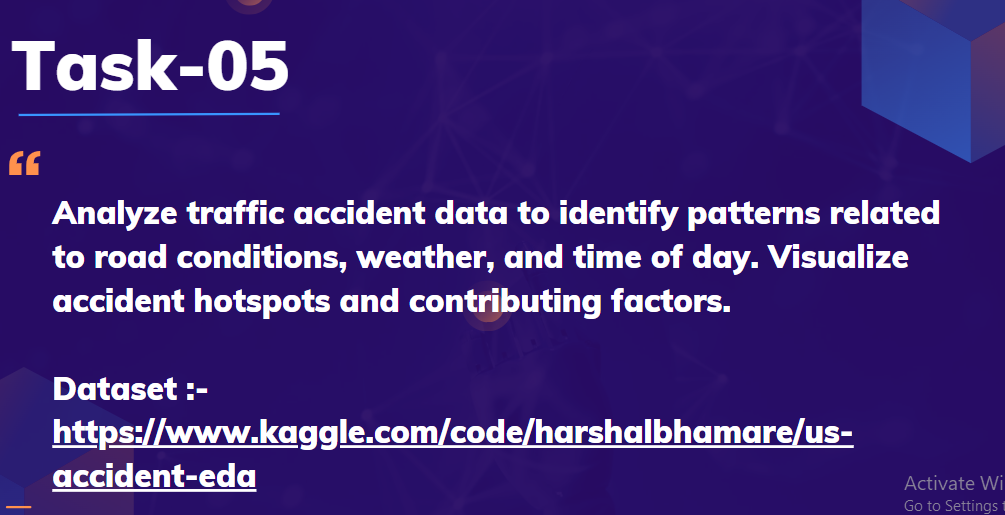 Task-05
“
Analyze traffic accident data to identify patterns related
to road conditions, weather, and time of day. Visualize
accident hotspots and contributing factors.
Dataset :-
https://www.kaggle.com/code/harshalbhamare/us-
accident-eda
Activate Wi
Go to Settings